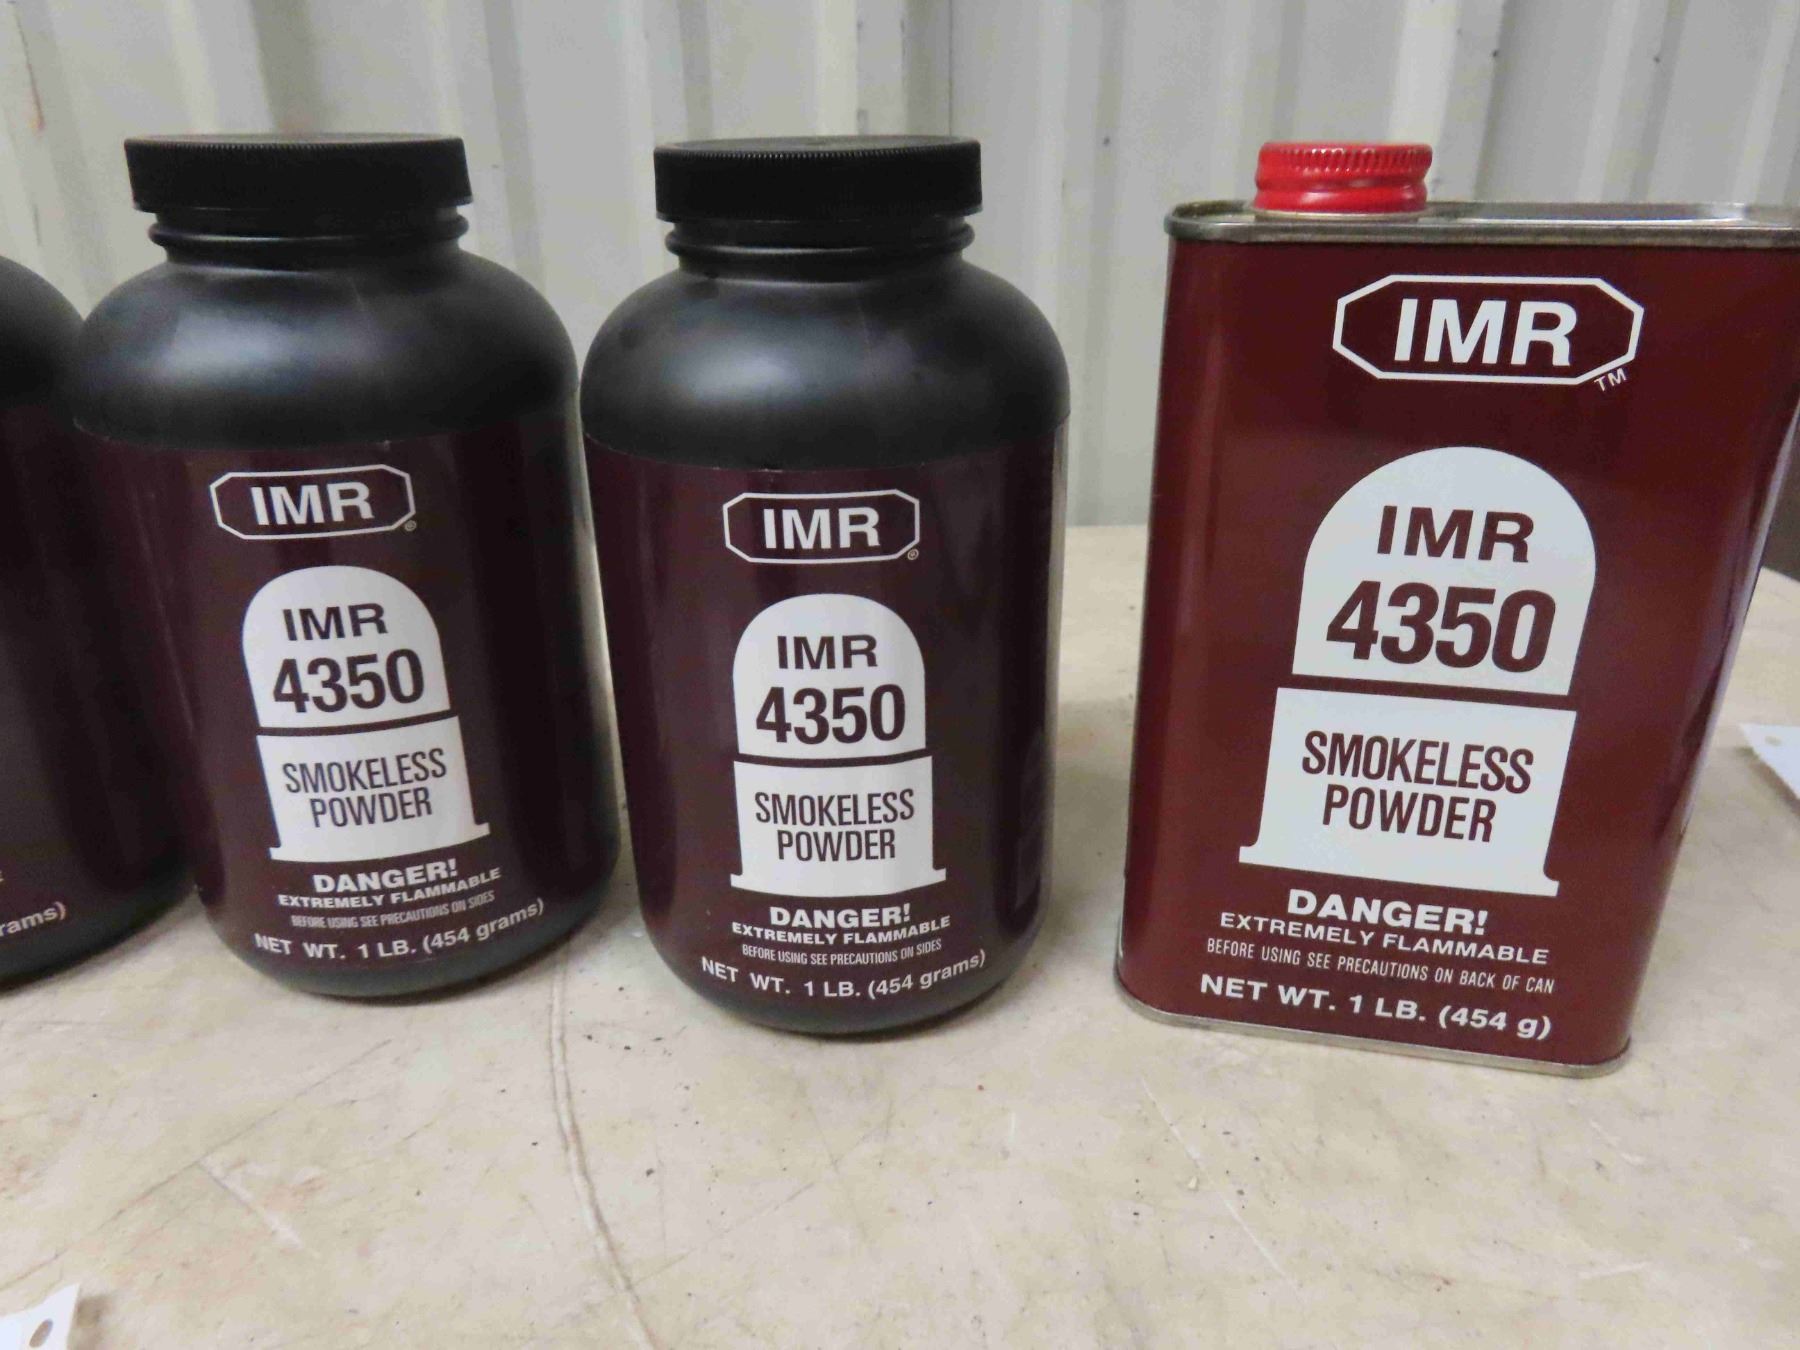 rams)
IMR
®
IMR
4350
SMOKELESS
POWDER
DANGER!
EXTREMELY FLAMMABLE
BEFORE USING SEE PRECAUTIONS ON SIDES
NET WT. 1 LB. (454 grams)
IMR
®
IMR
4350
SMOKELESS
POWDER
DANGER!
EXTREMELY FLAMMABLE
BEFORE USING SEE PRECAUTIONS ON SIDES
NET WT. 1 LB. (454 grams)
IMR
TM
IMR
4350
SMOKELESS
POWDER
DANGER!
EXTREMELY FLAMMABLE
BEFORE USING SEE PRECAUTIONS ON BACK OF CAN
NET WT. 1 LB. (454 g)